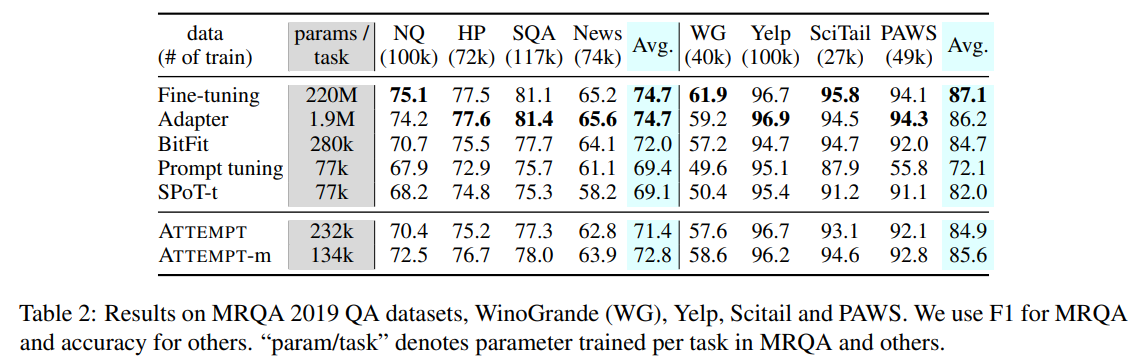 data params / NQ HP SQA News Avg. WG Yelp SciTail PAWS Avg.
(# of train) task (100k) (72k) (117k) (74k) (40k) (100k) (27k) (49k)
Fine-tuning 220M 75.1 77.5 81.1 65.2 74.7 61.9 96.7 95.8 94.1 87.1
Adapter 1.9M 74.2 77.6 81.4 65.6 74.7 59.2 96.9 94.5 94.3 86.2
BitFit 280k 70.7 75.5 77.7 64.1 72.0 57.2 94.7 94.7 92.0 84.7
Prompt tuning 77k 67.9 72.9 75.7 61.1 69.4 49.6 95.1 87.9 55.8 72.1
SPoT-t 77k 68.2 74.8 75.3 58.2 69.1 50.4 95.4 91.2 91.1 82.0
ATTEMPT 232k 70.4 75.2 77.3 62.8 71.4 57.6 96.7 93.1 92.1 84.9
ATTEMPT-m 134k 72.5 76.7 78.0 63.9 72.8 58.6 96.2 94.6 92.8 85.6
Table 2: Results on MRQA 2019 QA datasets, WinoGrande (WG), Yelp, Scitail and PAWS. We use F1 for MRQA
and accuracy for others. “param/task” denotes parameter trained per task in MRQA and others.